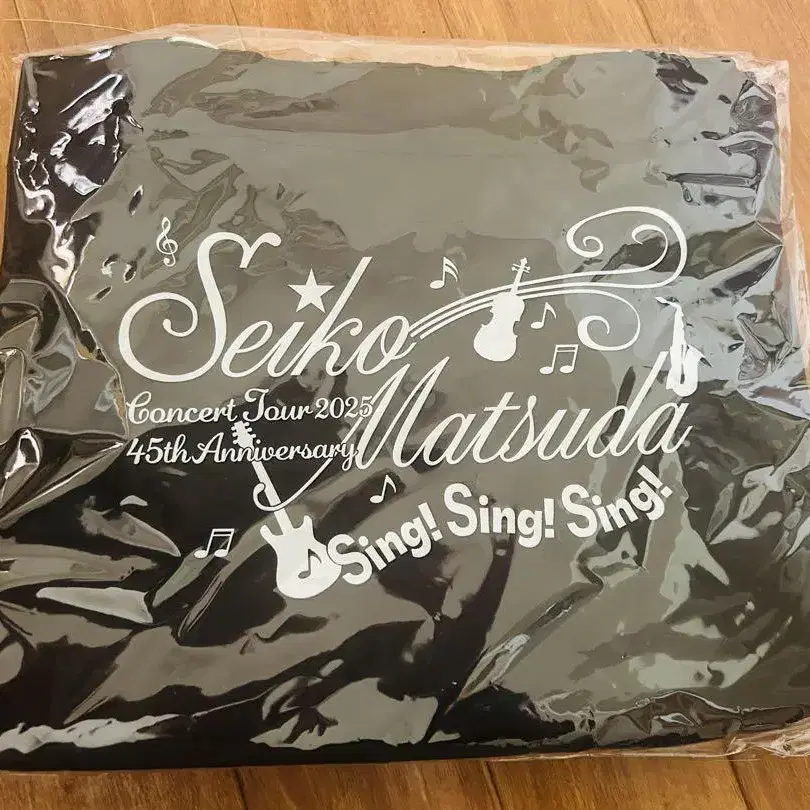 Seiko
Matsuda
Concert Tour 2025
45th Anniversary
Sing! Sing! Sing!